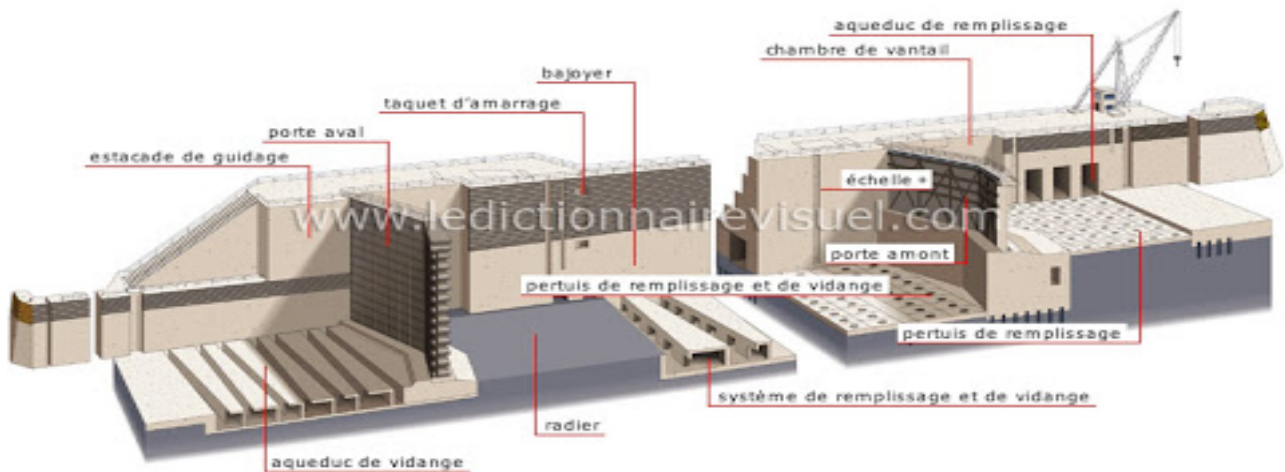 aqueduc de remplissage
chambre de vantail
bajoyer
taquet d'amarrage
porte aval
estacade de guidage
échelle +
www.ledictionnairevisuel.com
porte amont
pertuis de remplissage et de vidange
pertuis de remplissage
système de remplissage et de vidange
radier
aqueduc de vidange